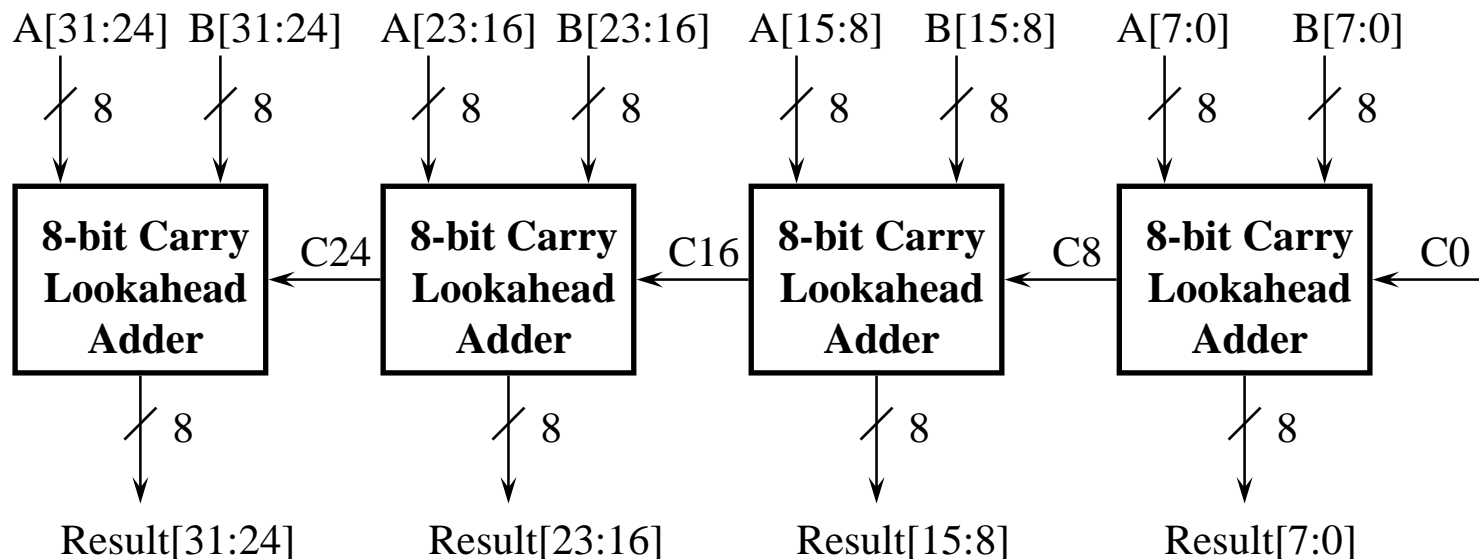 A[31:24] B[31:24] A[23:16] B[23:16] A[15:8] B[15:8] A[7:0] B[7:0]
8 8 8 8 8 8 8 8
8-bit Carry
Lookahead
Adder
C24
8-bit Carry
Lookahead
Adder
C16
8-bit Carry
Lookahead
Adder
C8
8-bit Carry
Lookahead
Adder
C0
8 8 8 8
Result[31:24] Result[23:16] Result[15:8] Result[7:0]